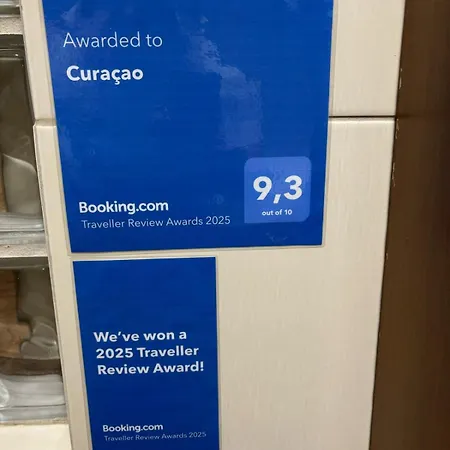 Awarded to
Curaçao
Booking.com
Traveller Review Awards 2025
9,3
out of 10
We've won a
2025 Traveller
Review Award!
Booking.com
Traveller Review Awards 2025